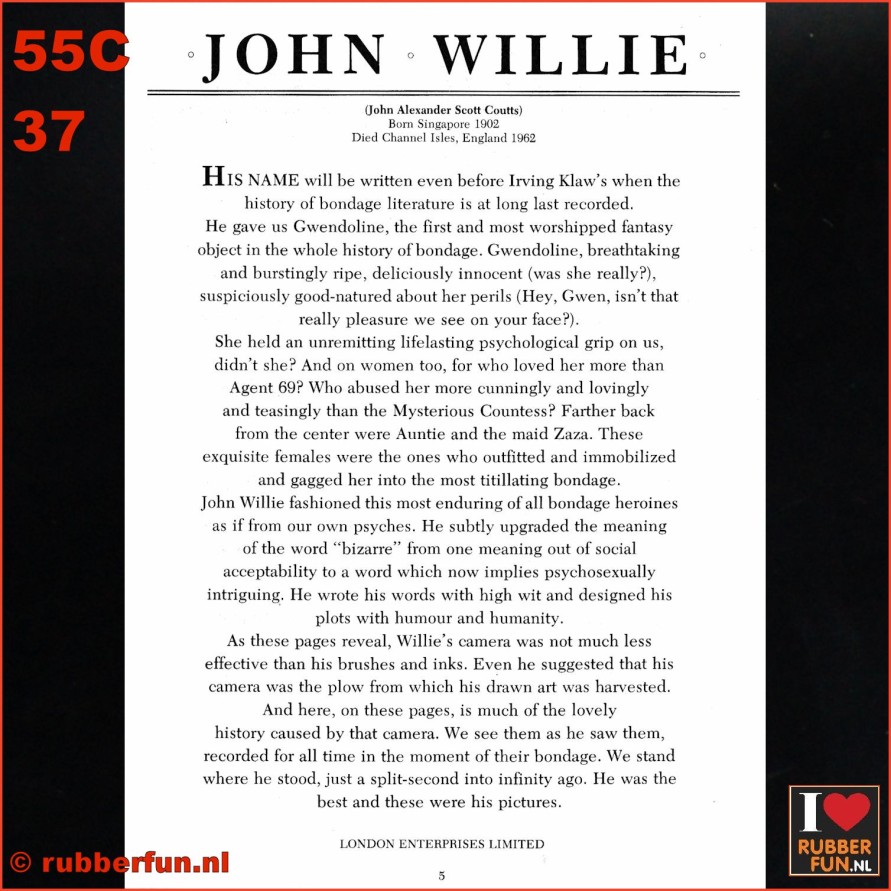 55C
37
JOHN WILLIE
(John Alexander Scott Coutts)
Born Singapore 1902
Died Channel Isles, England 1962
HIS NAME will be written even before Irving Klaw's when the
history of bondage literature is at long last recorded.
He gave us Gwendoline, the first and most worshipped fantasy
object in the whole history of bondage. Gwendoline, breathtaking
and burstingly ripe, deliciously innocent (was she really?),
suspiciously good-natured about her perils (Hey, Gwen, isn't that
really pleasure we see on your face?).
She held an unremitting lifelasting psychological grip on us,
didn't she? And on women too, for who loved her more than
Agent 69? Who abused her more cunningly and lovingly
and teasingly than the Mysterious Countess? Farther back
from the center were Auntie and the maid Zaza. These
exquisite females were the ones who outfitted and immobilized
and gagged her into the most titillating bondage.
John Willie fashioned this most enduring of all bondage heroines
as if from our own psyches. He subtly upgraded the meaning
of the word "bizarre" from one meaning out of social
acceptability to a word which now implies psychosexually
intriguing. He wrote his words with high wit and designed his
plots with humour and humanity.
As these pages reveal, Willie's camera was not much less
effective than his brushes and inks. Even he suggested that his
camera was the plow from which his drawn art was harvested.
And here, on these pages, is much of the lovely
history caused by that camera. We see them as he saw them,
recorded for all time in the moment of their bondage. We stand
where he stood, just a split-second into infinity ago. He was the
best and these were his pictures.
LONDON ENTERPRISES LIMITED
5
© rubberfun.nl
I
RUBBER
FUN.NL